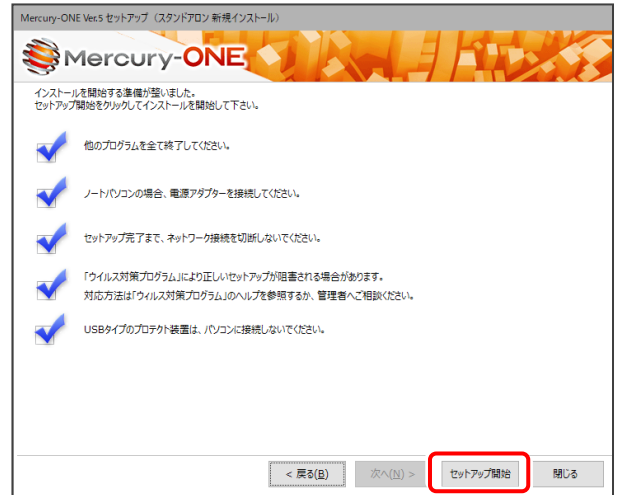 Mercury-ONE Ver.5 セットアップ（スタンドアロン 新規インストール）
Mercury-ONE
インストールを開始する準備が整いました。
セットアップ開始をクリックしてインストールを開始して下さい。
他のプログラムを全て終了してください。
ノートパソコンの場合、電源アダプターを接続してください。
セットアップ完了まで、ネットワーク接続を切断しないでください。
「ウイルス対策プログラム」により正しいセットアップが阻害される場合があります。
対応方法は「ウイルス対策プログラム」のヘルプを参照するか、管理者へご相談ください。
USBタイプのプロテクト装置は、パソコンに接続しないでください。
< 戻る(B) 次へ(N) > セットアップ開始 閉じる